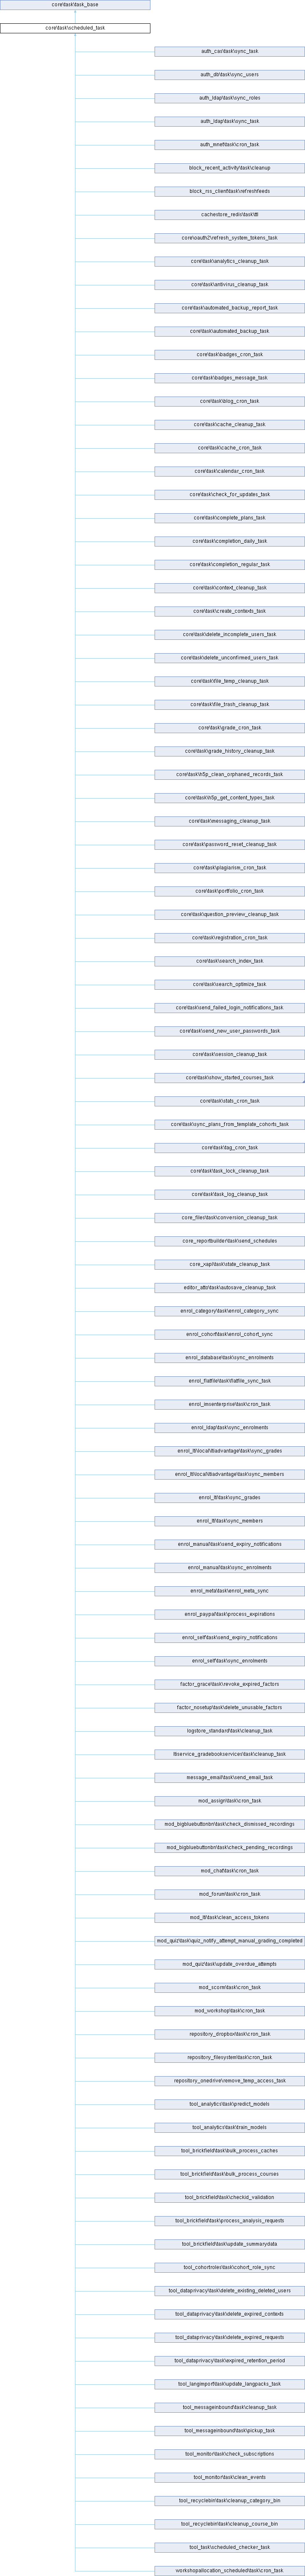 core\task\task_base
core\task\scheduled_task
auth_cas\task\sync_task
auth_db\task\sync_users
auth_ldap\task\sync_roles
auth_ldap\task\sync_task
auth_mnet\task\cron_task
block_recent_activity\task\cleanup
block_rss_client\task\refreshfeeds
cachestore_redis\task\ttl
core\oauth2\refresh_system_tokens_task
core\task\analytics_cleanup_task
core\task\antivirus_cleanup_task
core\task\automated_backup_report_task
core\task\automated_backup_task
core\task\badges_cron_task
core\task\badges_message_task
core\task\blog_cron_task
core\task\cache_cleanup_task
core\task\cache_cron_task
core\task\calendar_cron_task
core\task\check_for_updates_task
core\task\complete_plans_task
core\task\completion_daily_task
core\task\completion_regular_task
core\task\context_cleanup_task
core\task\create_contexts_task
core\task\delete_incomplete_users_task
core\task\delete_unconfirmed_users_task
core\task\file_temp_cleanup_task
core\task\file_trash_cleanup_task
core\task\grade_cron_task
core\task\grade_history_cleanup_task
core\task\h5p_clean_orphaned_records_task
core\task\h5p_get_content_types_task
core\task\messaging_cleanup_task
core\task\password_reset_cleanup_task
core\task\plagiarism_cron_task
core\task\portfolio_cron_task
core\task\question_preview_cleanup_task
core\task\registration_cron_task
core\task\search_index_task
core\task\search_optimize_task
core\task\send_failed_login_notifications_task
core\task\send_new_user_passwords_task
core\task\session_cleanup_task
core\task\show_started_courses_task
core\task\stats_cron_task
core\task\sync_plans_from_template_cohorts_task
core\task\tag_cron_task
core\task\task_lock_cleanup_task
core\task\task_log_cleanup_task
core_files\task\conversion_cleanup_task
core_reportbuilder\task\send_schedules
core_xapi\task\state_cleanup_task
editor_atto\task\autosave_cleanup_task
enrol_category\task\enrol_category_sync
enrol_cohort\task\enrol_cohort_sync
enrol_database\task\sync_enrolments
enrol_flatfile\task\flatfile_sync_task
enrol_imsenterprise\task\cron_task
enrol_ldap\task\sync_enrolments
enrol_lti\local\ltiadvantage\task\sync_grades
enrol_lti\local\ltiadvantage\task\sync_members
enrol_lti\task\sync_grades
enrol_lti\task\sync_members
enrol_manual\task\send_expiry_notifications
enrol_manual\task\sync_enrolments
enrol_meta\task\enrol_meta_sync
enrol_paypal\task\process_expirations
enrol_self\task\send_expiry_notifications
enrol_self\task\sync_enrolments
factor_grace\task\revoke_expired_factors
factor_nosetup\task\delete_unusable_factors
logstore_standard\task\cleanup_task
ltiservice_gradebookservices\task\cleanup_task
message_email\task\send_email_task
mod_assign\task\cron_task
mod_bigbluebuttonbn\task\check_dismissed_recordings
mod_bigbluebuttonbn\task\check_pending_recordings
mod_chat\task\cron_task
mod_forum\task\cron_task
mod_lti\task\clean_access_tokens
mod_quiz\task\quiz_notify_attempt_manual_grading_completed
mod_quiz\task\update_overdue_attempts
mod_scorm\task\cron_task
mod_workshop\task\cron_task
repository_dropbox\task\cron_task
repository_filesystem\task\cron_task
repository_onedrive\remove_temp_access_task
tool_analytics\task\predict_models
tool_analytics\task\train_models
tool_brickfield\task\bulk_process_caches
tool_brickfield\task\bulk_process_courses
tool_brickfield\task\checkid_validation
tool_brickfield\task\process_analysis_requests
tool_brickfield\task\update_summarydata
tool_cohortroles\task\cohort_role_sync
tool_dataprivacy\task\delete_existing_deleted_users
tool_dataprivacy\task\delete_expired_contexts
tool_dataprivacy\task\delete_expired_requests
tool_dataprivacy\task\expired_retention_period
tool_langimport\task\update_langpacks_task
tool_messageinbound\task\cleanup_task
tool_messageinbound\task\pickup_task
tool_monitor\task\check_subscriptions
tool_monitor\task\clean_events
tool_recyclebin\task\cleanup_category_bin
tool_recyclebin\task\cleanup_course_bin
tool_task\scheduled_checker_task
workshopallocation_scheduled\task\cron_task